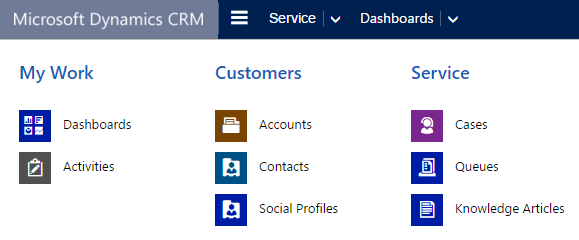 Microsoft Dynamics CRM Service Dashboards
My Work Customers Service
Dashboards Accounts Cases
Activities Contacts Queues
Social Profiles Knowledge Articles